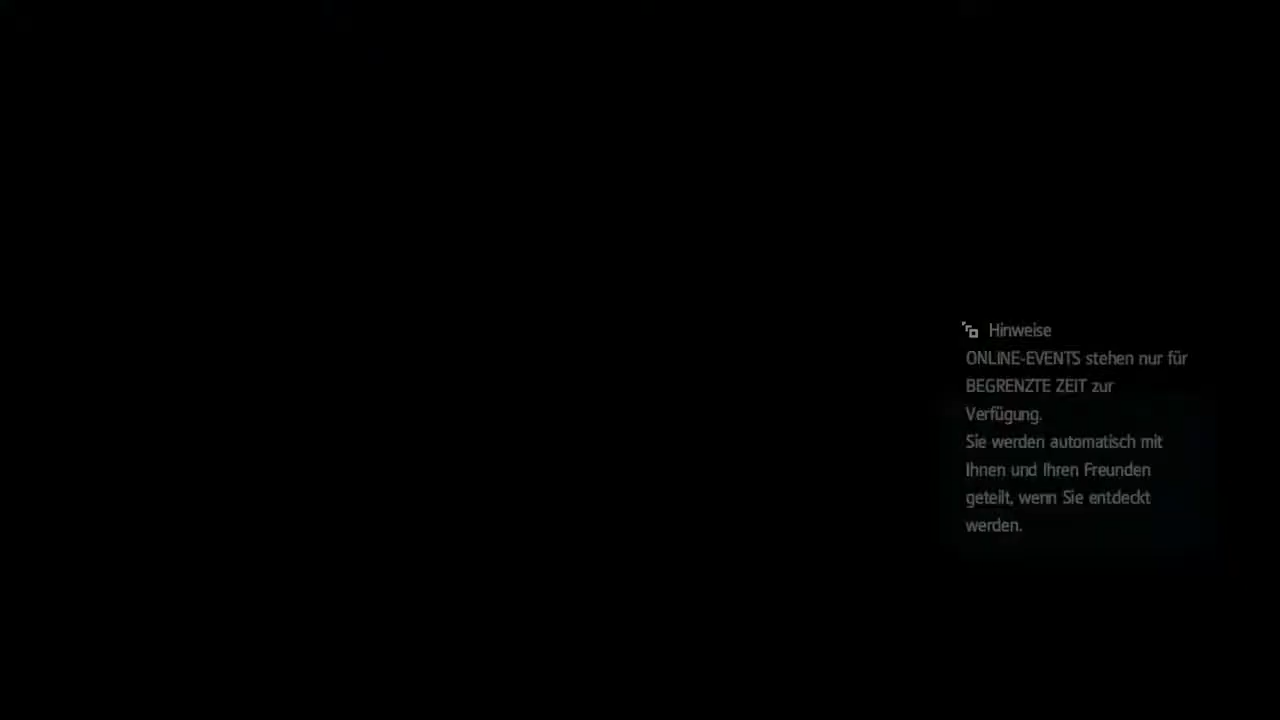 Hinweise
ONLINE-EVENTS stehen nur für
BEGRENZTE ZEIT zur
Verfügung.
Sie werden automatisch mit
Ihnen und Ihren Freunden
geteilt, wenn Sie entdeckt
werden.